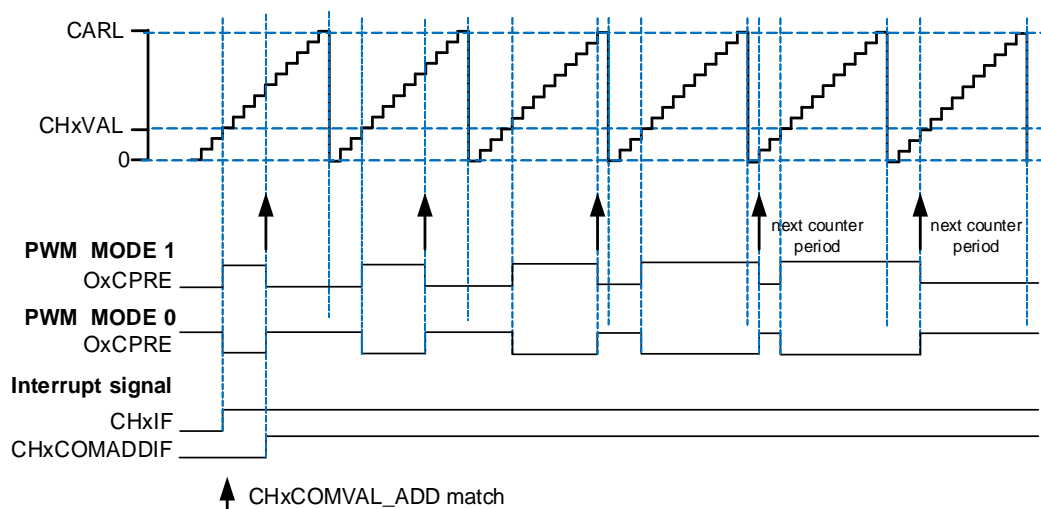 CARL
CHxVAL
0
next counter
period
next counter
period
PWM MODE 1
OxCPRE
PWM MODE 0
OxCPRE
Interrupt signal
CHxIF
CHxCOMADDIF
CHxCOMVAL_ADD match